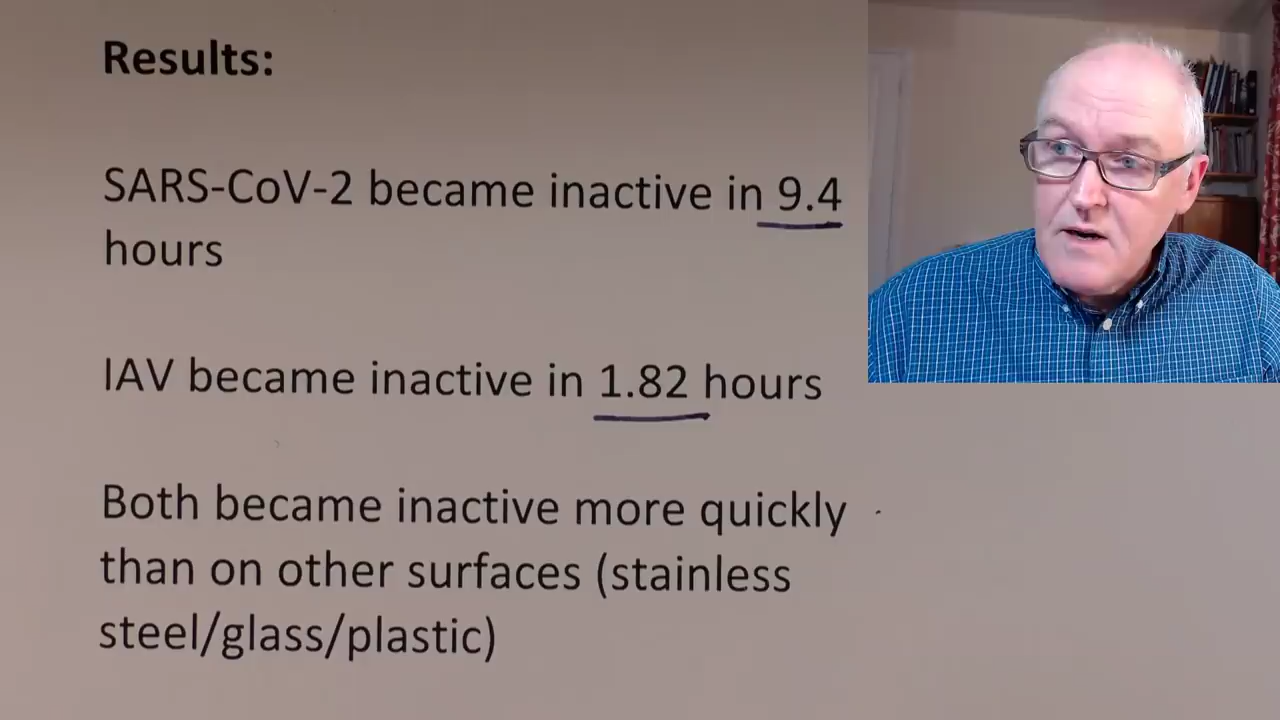 Results:
SARS-CoV-2 became inactive in 9.4
hours
IAV became inactive in 1.82 hours
Both became inactive more quickly
than on other surfaces (stainless
steel/glass/plastic)